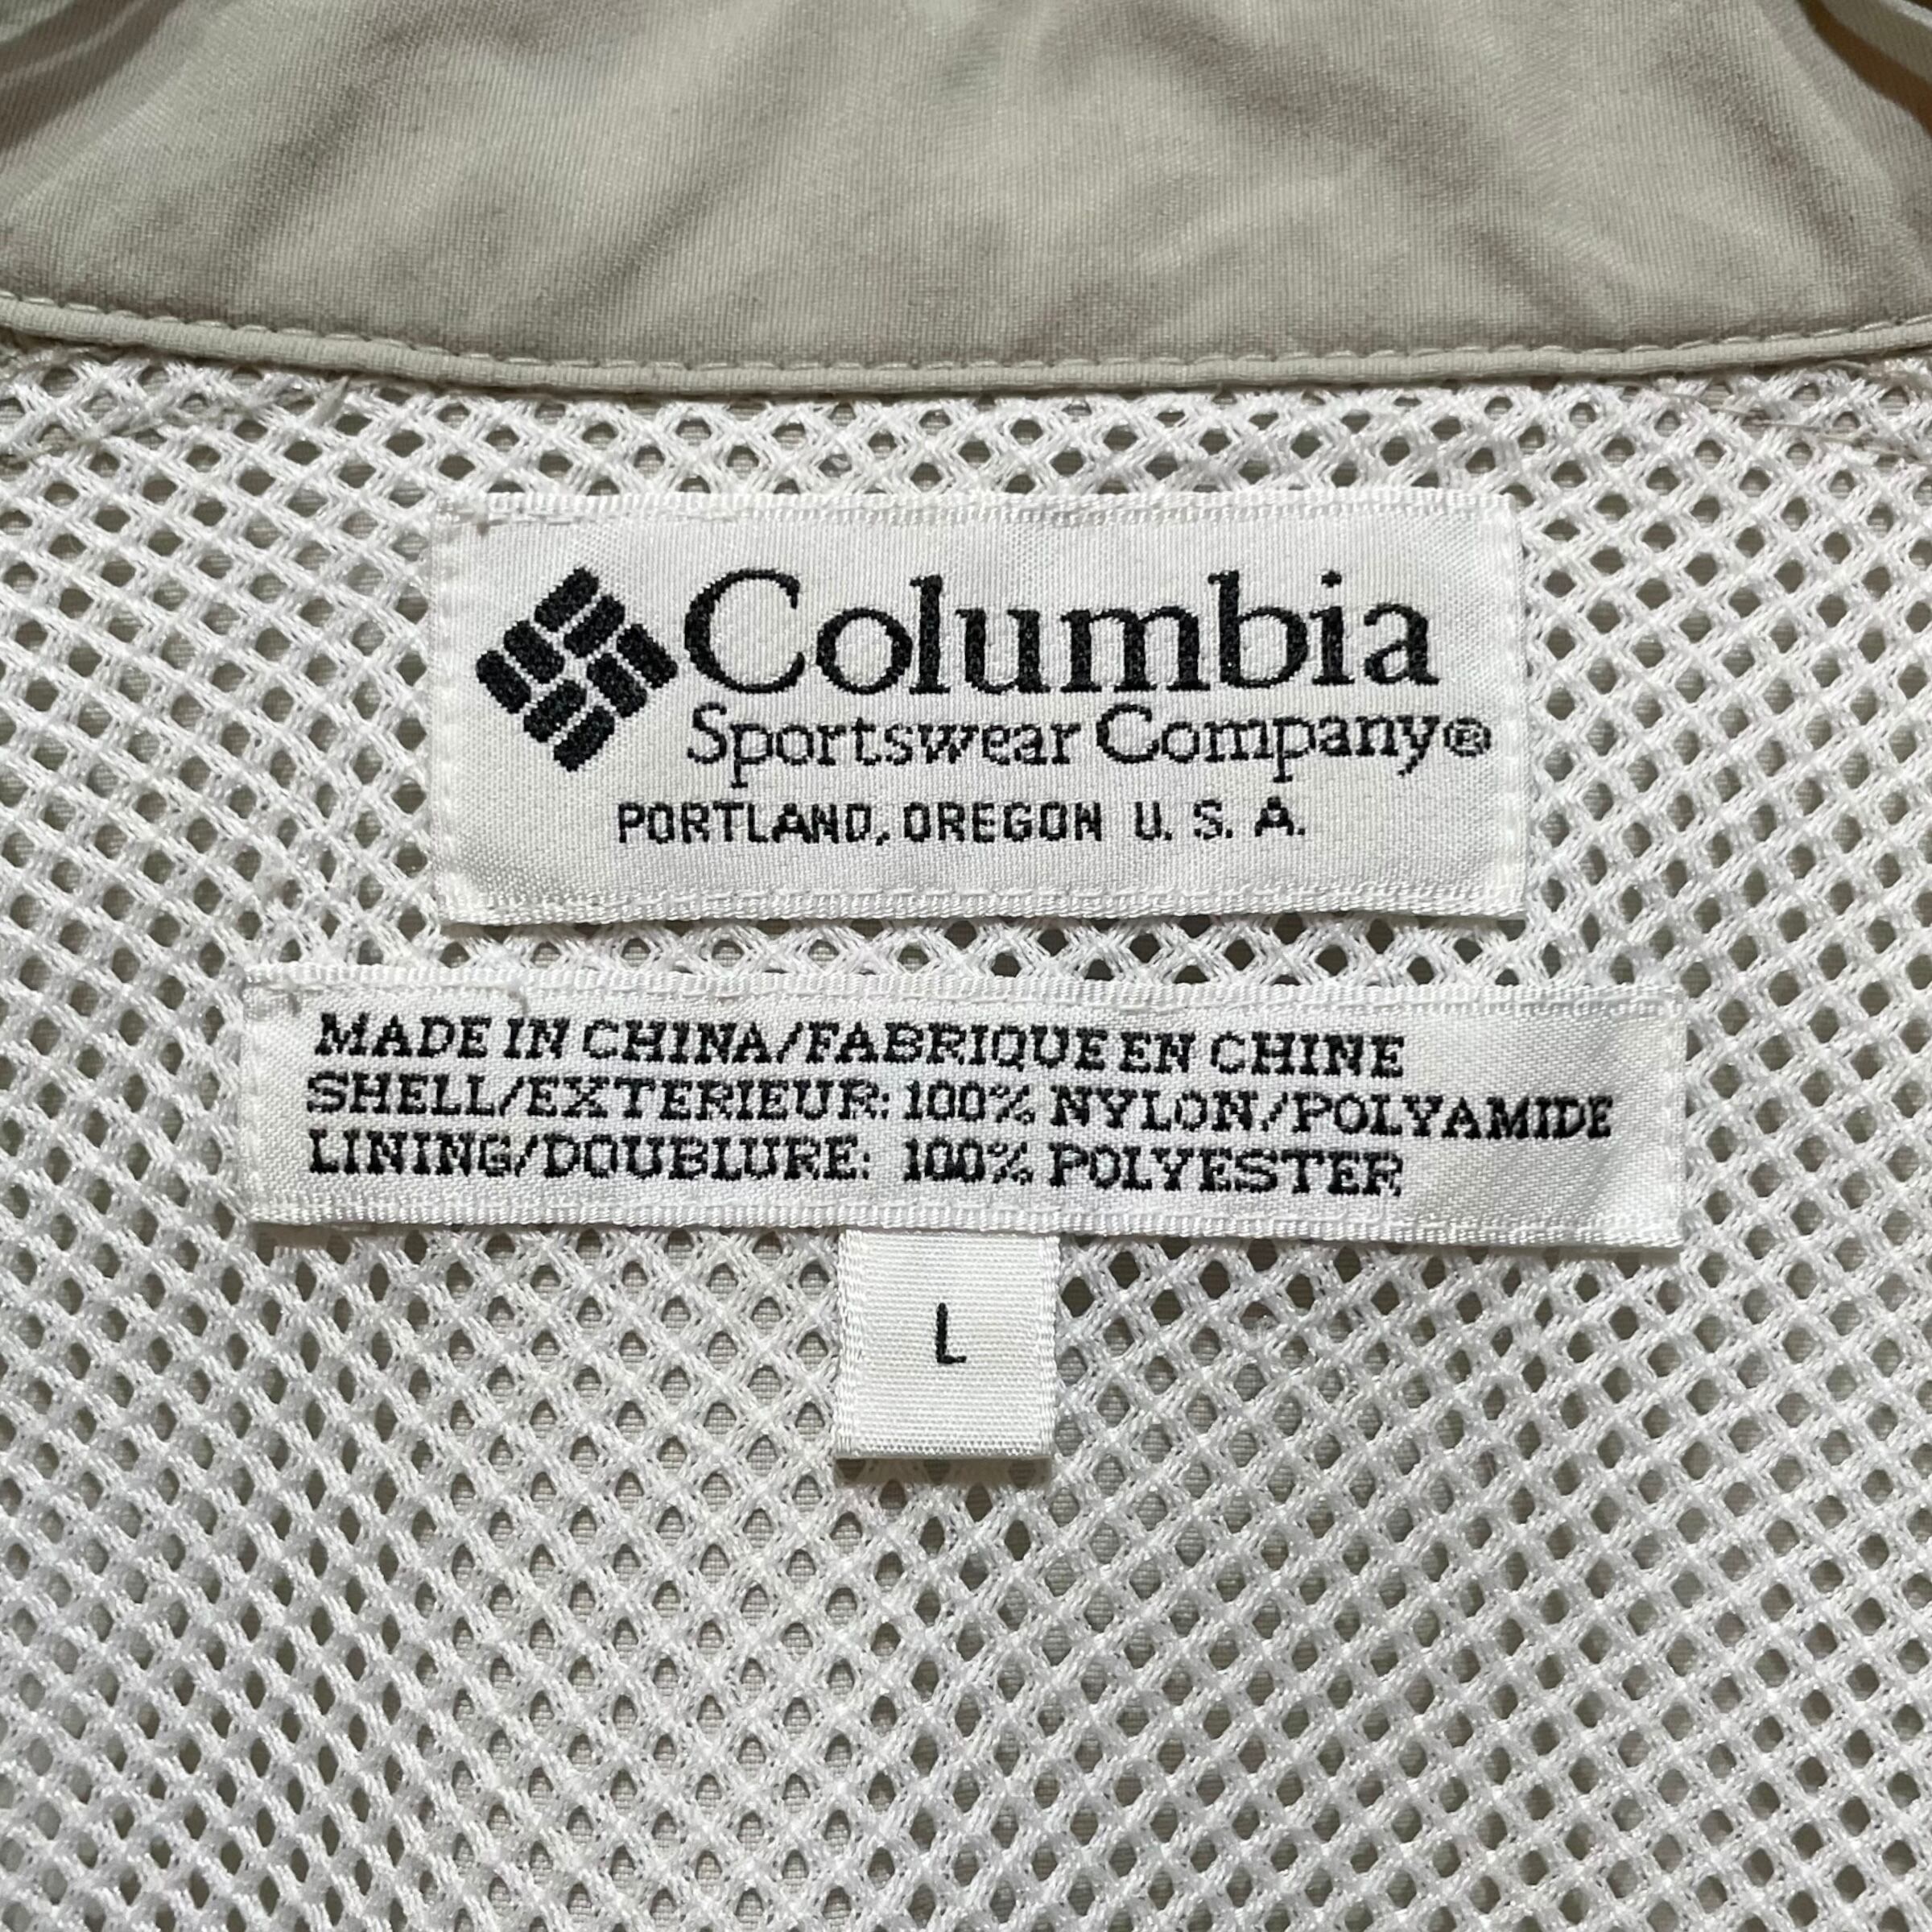 Columbia
Sportswear Company®
PORTLAND, OREGON U. S. A.
MADE IN CHINA/FABRIQUE EN CHINE
SHELL/EXTERIEUR: 100% NYLON/POLYAMIDE
LINING/DOUBLURE: 100% POLYESTER
L